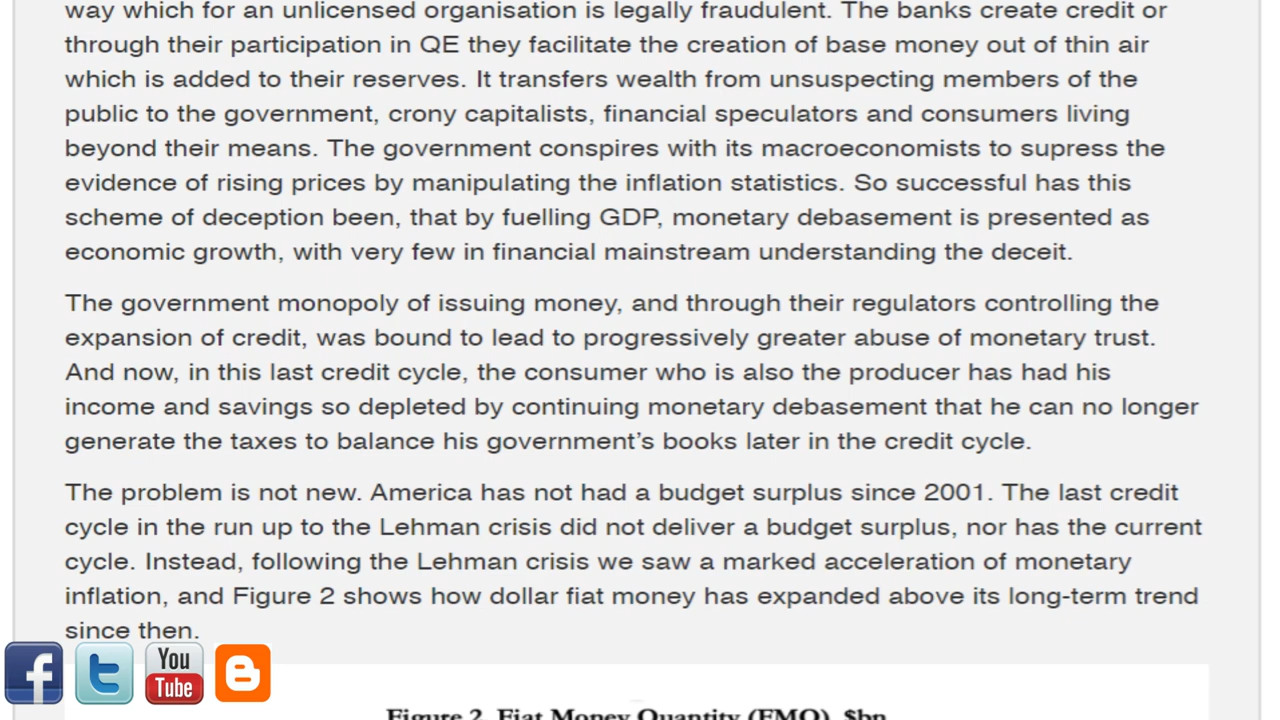 way which for an unlicensed organisation is legally fraudulent. The banks create credit or
through their participation in QE they facilitate the creation of base money out of thin air
which is added to their reserves. It transfers wealth from unsuspecting members of the
public to the government, crony capitalists, financial speculators and consumers living
beyond their means. The government conspires with its macroeconomists to supress the
evidence of rising prices by manipulating the inflation statistics. So successful has this
scheme of deception been, that by fuelling GDP, monetary debasement is presented as
economic growth, with very few in financial mainstream understanding the deceit.
The government monopoly of issuing money, and through their regulators controlling the
expansion of credit, was bound to lead to progressively greater abuse of monetary trust.
And now, in this last credit cycle, the consumer who is also the producer has had his
income and savings so depleted by continuing monetary debasement that he can no longer
generate the taxes to balance his government’s books later in the credit cycle.
The problem is not new. America has not had a budget surplus since 2001. The last credit
cycle in the run up to the Lehman crisis did not deliver a budget surplus, nor has the current
cycle. Instead, following the Lehman crisis we saw a marked acceleration of monetary
inflation, and Figure 2 shows how dollar fiat money has expanded above its long-term trend
since then.
You
Tube
Figure 2. Fiat Money Quantity (FMQ), $bn